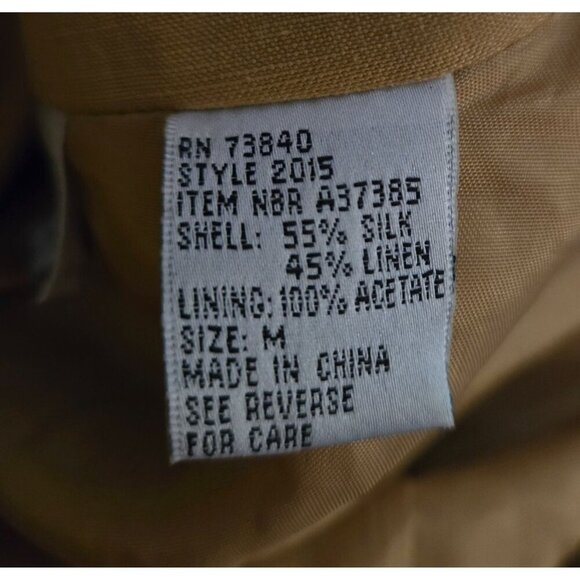 RN 73840
STYLE 2015
ITEM NBR A37385
SHELL: 55% SILK
45% LINEN
LINING: 100% ACETATE
SIZE: M
MADE IN CHINA
SEE REVERSE
FOR CARE